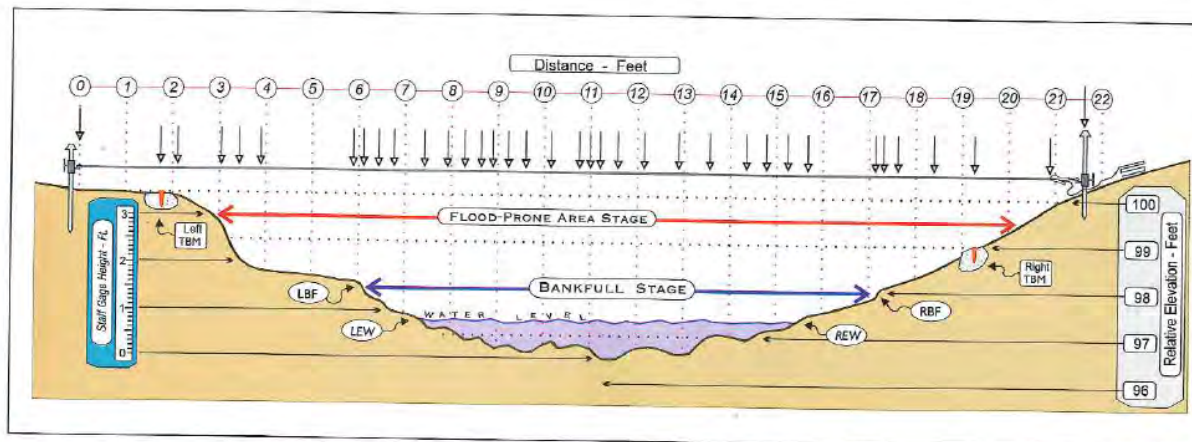 Distance - Feet
0 1 2 3 4 5 6 7 8 9 10 11 12 13 14 15 16 17 18 19 20 21 22
Staff Gage Height - Ft.
3
2
1
0
Left
TBM
FLOOD-PRONE AREA STAGE
LBF
BANKFULL STAGE
RBF
Right
TBM
LEW
WATER LEVEL
REW
100
99
98
97
96
Relative Elevation - Feet